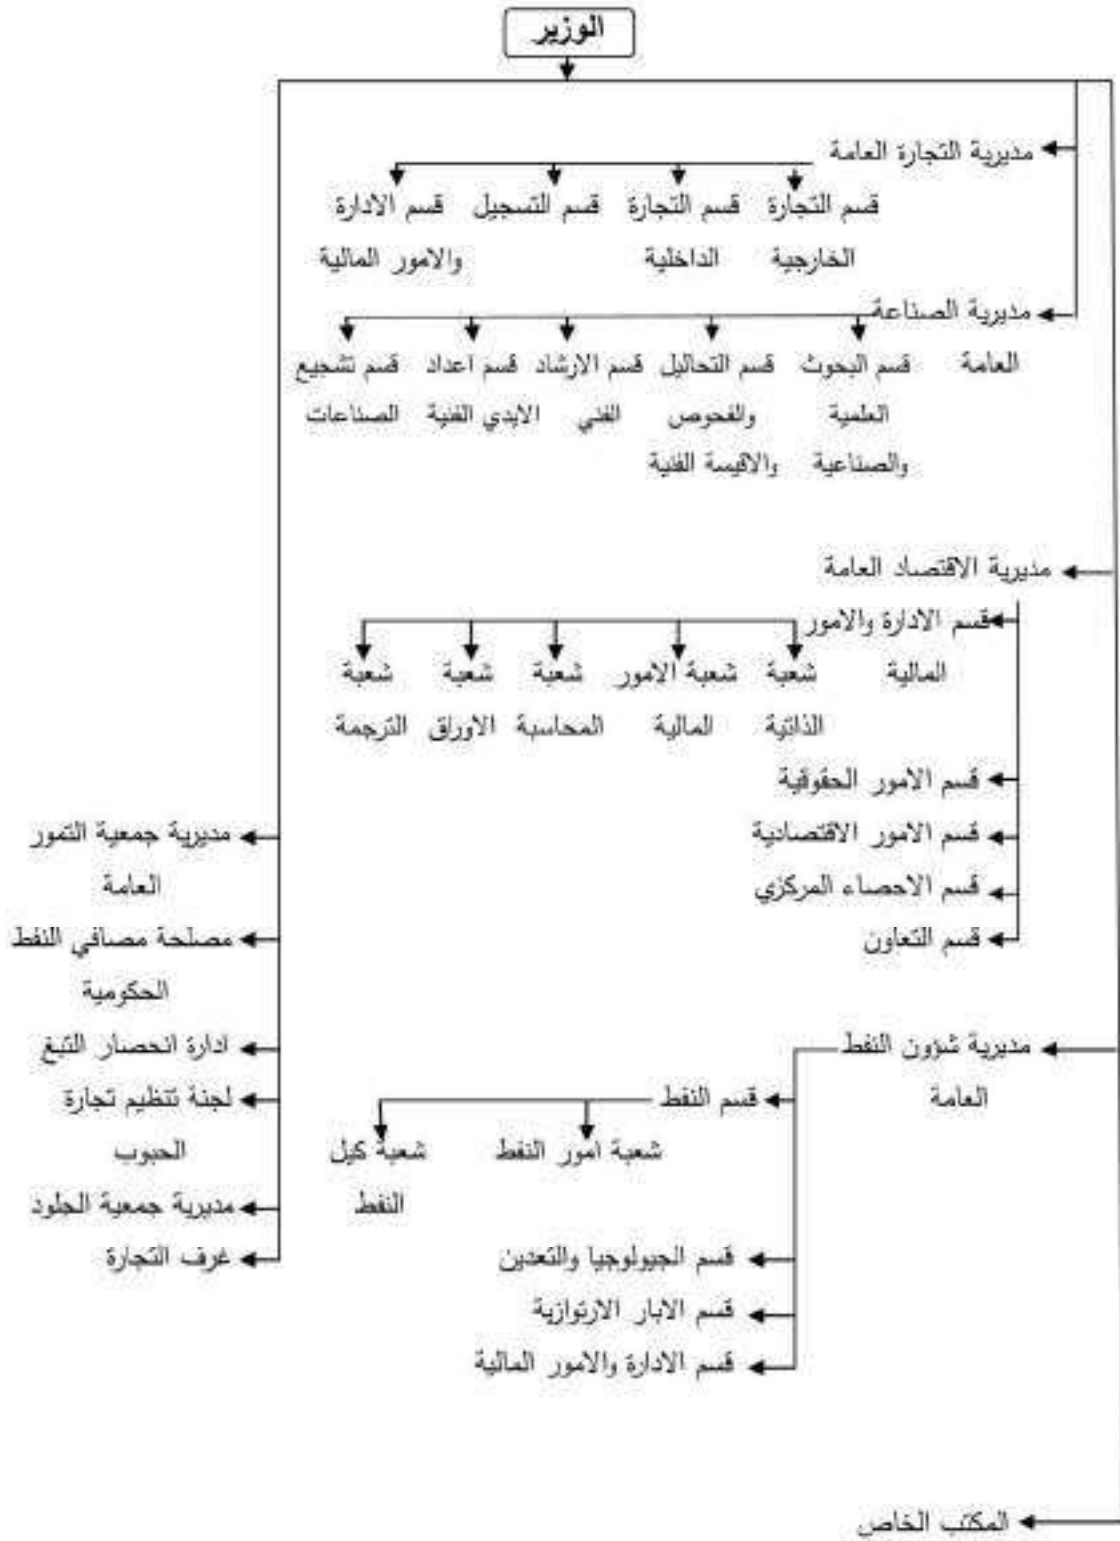 الوزير
مديرية التجارة العامة
قسم التجارة
الخارجية
قسم التجارة
الداخلية
قسم التسجيل
قسم الادارة
والامور المالية
مديرية الصناعة
العامة
قسم البحوث
العلمية
والصناعية
قسم التحاليل
والفحوص
والاقيسة الفنية
قسم الارشاد
الفني
قسم اعداد
الايدي الفنية
قسم تشجيع
الصناعات
مديرية الاقتصاد العامة
قسم الادارة والامور
المالية
شعبة
الذاتية
شعبة الامور
المالية
شعبة
المحاسبة
شعبة
الاوراق
شعبة
الترجمة
قسم الامور الحقوقية
قسم الامور الاقتصادية
قسم الاحصاء المركزي
قسم التعاون
مديرية شؤون النفط
العامة
قسم النفط
شعبة امور النفط
شعبة كيل
النفط
قسم الجيولوجيا والتعدين
قسم الابار الارتوازية
قسم الادارة والامور المالية
المكتب الخاص
مديرية جمعية التمور
العامة
مصلحة مصافي النفط
الحكومية
ادارة انحصار التبغ
لجنة تنظيم تجارة
الحبوب
مديرية جمعية الجلود
غرف التجارة